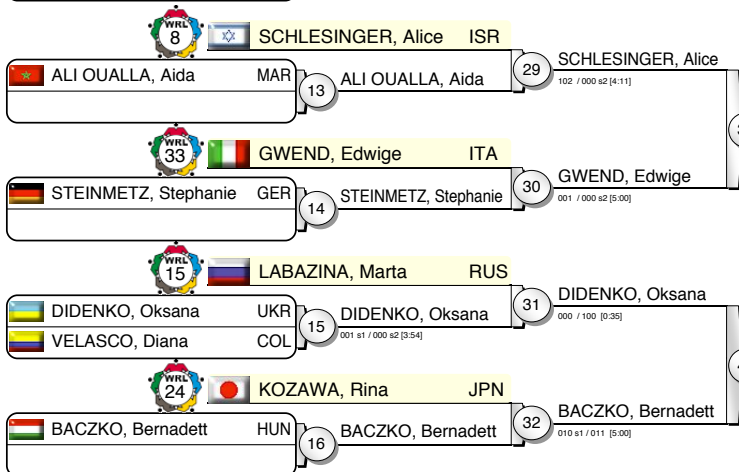 WRL 8 SCHLESINGER, Alice ISR
ALI OUALLA, Aida MAR
13 ALI OUALLA, Aida
29 SCHLESINGER, Alice
102 / 000 s2 [4:11]
WRL 33 GWEND, Edwige ITA
STEINMETZ, Stephanie GER
14 STEINMETZ, Stephanie
30 GWEND, Edwige
001 / 000 s2 [5:00]
WRL 15 LABAZINA, Marta RUS
DIDENKO, Oksana UKR
VELASCO, Diana COL
15 DIDENKO, Oksana
001 s1 / 000 s2 [3:54]
31 DIDENKO, Oksana
000 / 100 [0:35]
WRL 24 KOZAWA, Rina JPN
BACZKO, Bernadett HUN
16 BACZKO, Bernadett
32 BACZKO, Bernadett
010 s1 / 011 [5:00]